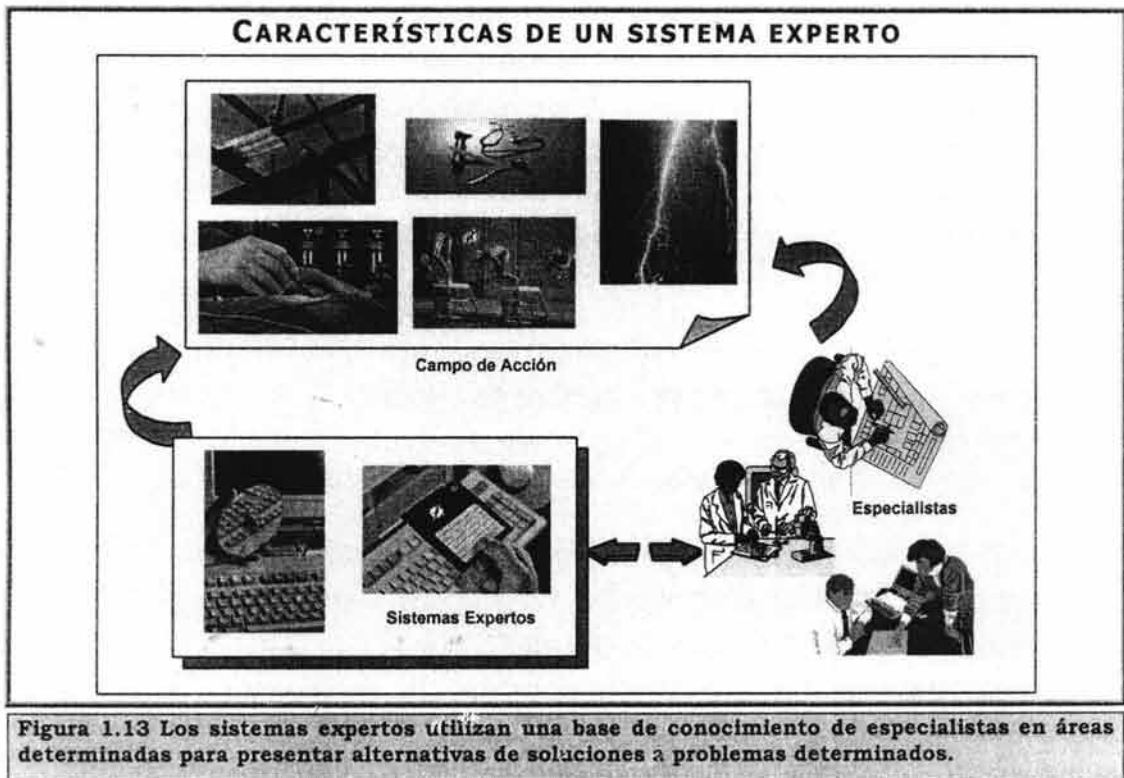 CARACTERÍSTICAS DE UN SISTEMA EXPERTO
Campo de Acción
Especialistas
Sistemas Expertos
Figura 1.13 Los sistemas expertos utilizan una base de conocimiento de especialistas en áreas
determinadas para presentar alternativas de soluciones a problemas determinados.